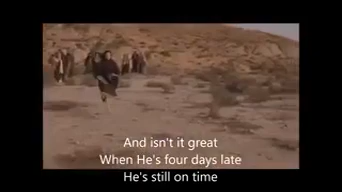 And isn't it great
When He's four days late
He's still on time